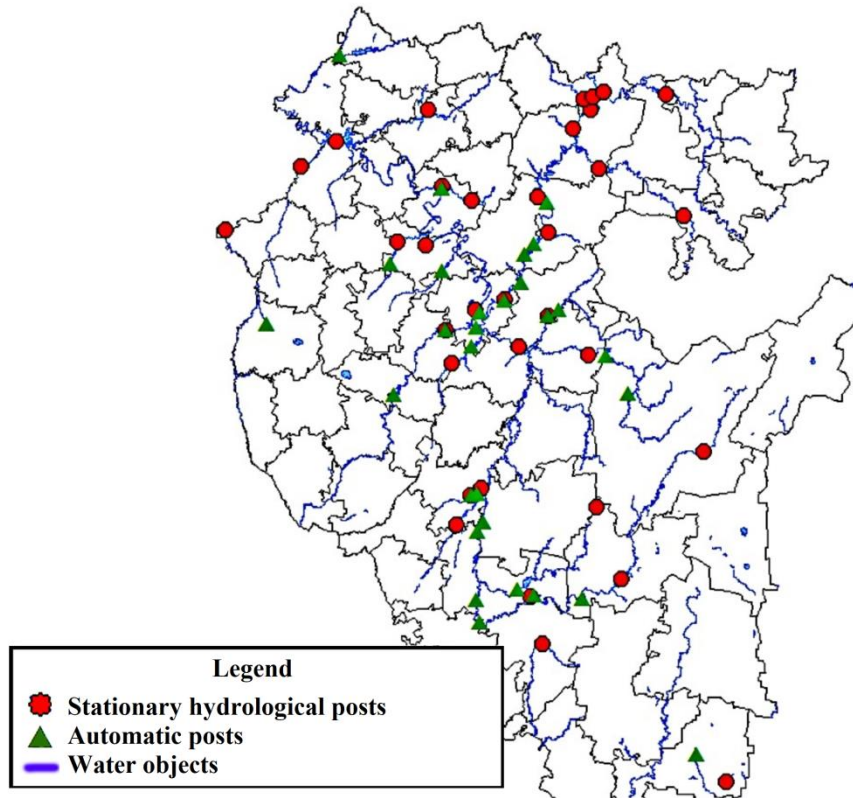 Legend
Stationary hydrological posts
Automatic posts
Water objects